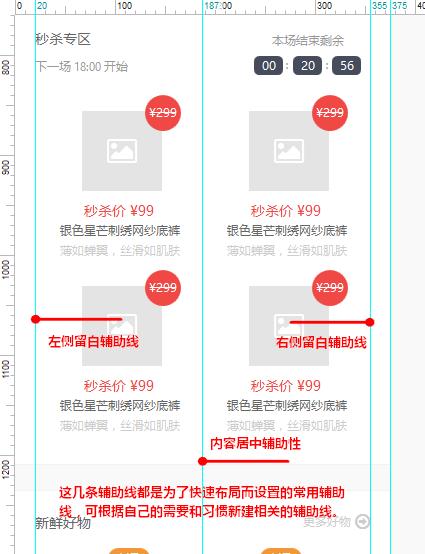 0 20 100 187:00 300 355 375 40
秒杀专区 本场结束剩余
下一场 18:00 开始 00 : 20 : 56
800
¥299 ¥299
900
秒杀价 ¥99 秒杀价 ¥99
银色星芒刺绣网纱底裤 银色星芒刺绣网纱底裤
薄如蝉翼，丝滑如肌肤 薄如蝉翼，丝滑如肌肤
1000
¥299 ¥299
左侧留白辅助线 右侧留白辅助线
1100
秒杀价 ¥99 秒杀价 ¥99
银色星芒刺绣网纱底裤 银色星芒刺绣网纱底裤
薄如蝉翼，丝滑如肌肤 薄如蝉翼，丝滑如肌肤
内容居中辅助性
1200
这几条辅助线都是为了快速布局而设置的常用辅助
线，可根据自己的需要和习惯新建相关的辅助线。
新鲜好物 更多好物